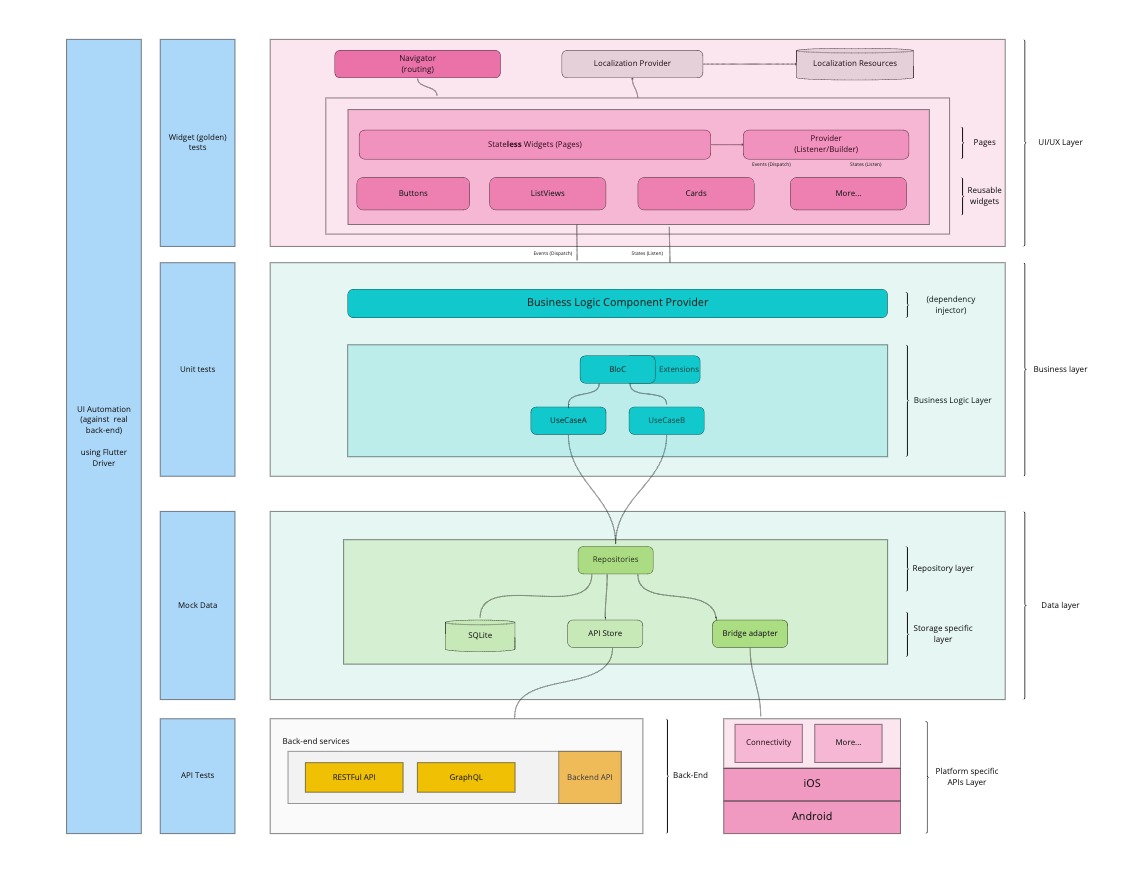 Navigator
(routing)
Localization Provider
Localization Resources
Widget (golden)
tests
Stateless Widgets (Pages)
Provider
(Listener/Builder)
Events (Dispatch)
States (Listen)
Pages
UI/UX Layer
Buttons
ListViews
Cards
More...
Reusable
widgets
Events (Dispatch)
States (Listen)
Business Logic Component Provider
(dependency
injector)
Unit tests
BloC
Extensions
Business layer
Business Logic Layer
UseCaseA
UseCaseB
UI Automation
(against real
back-end)
using Flutter
Driver
Repositories
Repository layer
Mock Data
Data layer
SQLite
API Store
Bridge adapter
Storage specific
layer
Back-end services
Connectivity
More...
API Tests
RESTFul API
GraphQL
Backend API
Back-End
iOS
Android
Platform specific
APIs Layer